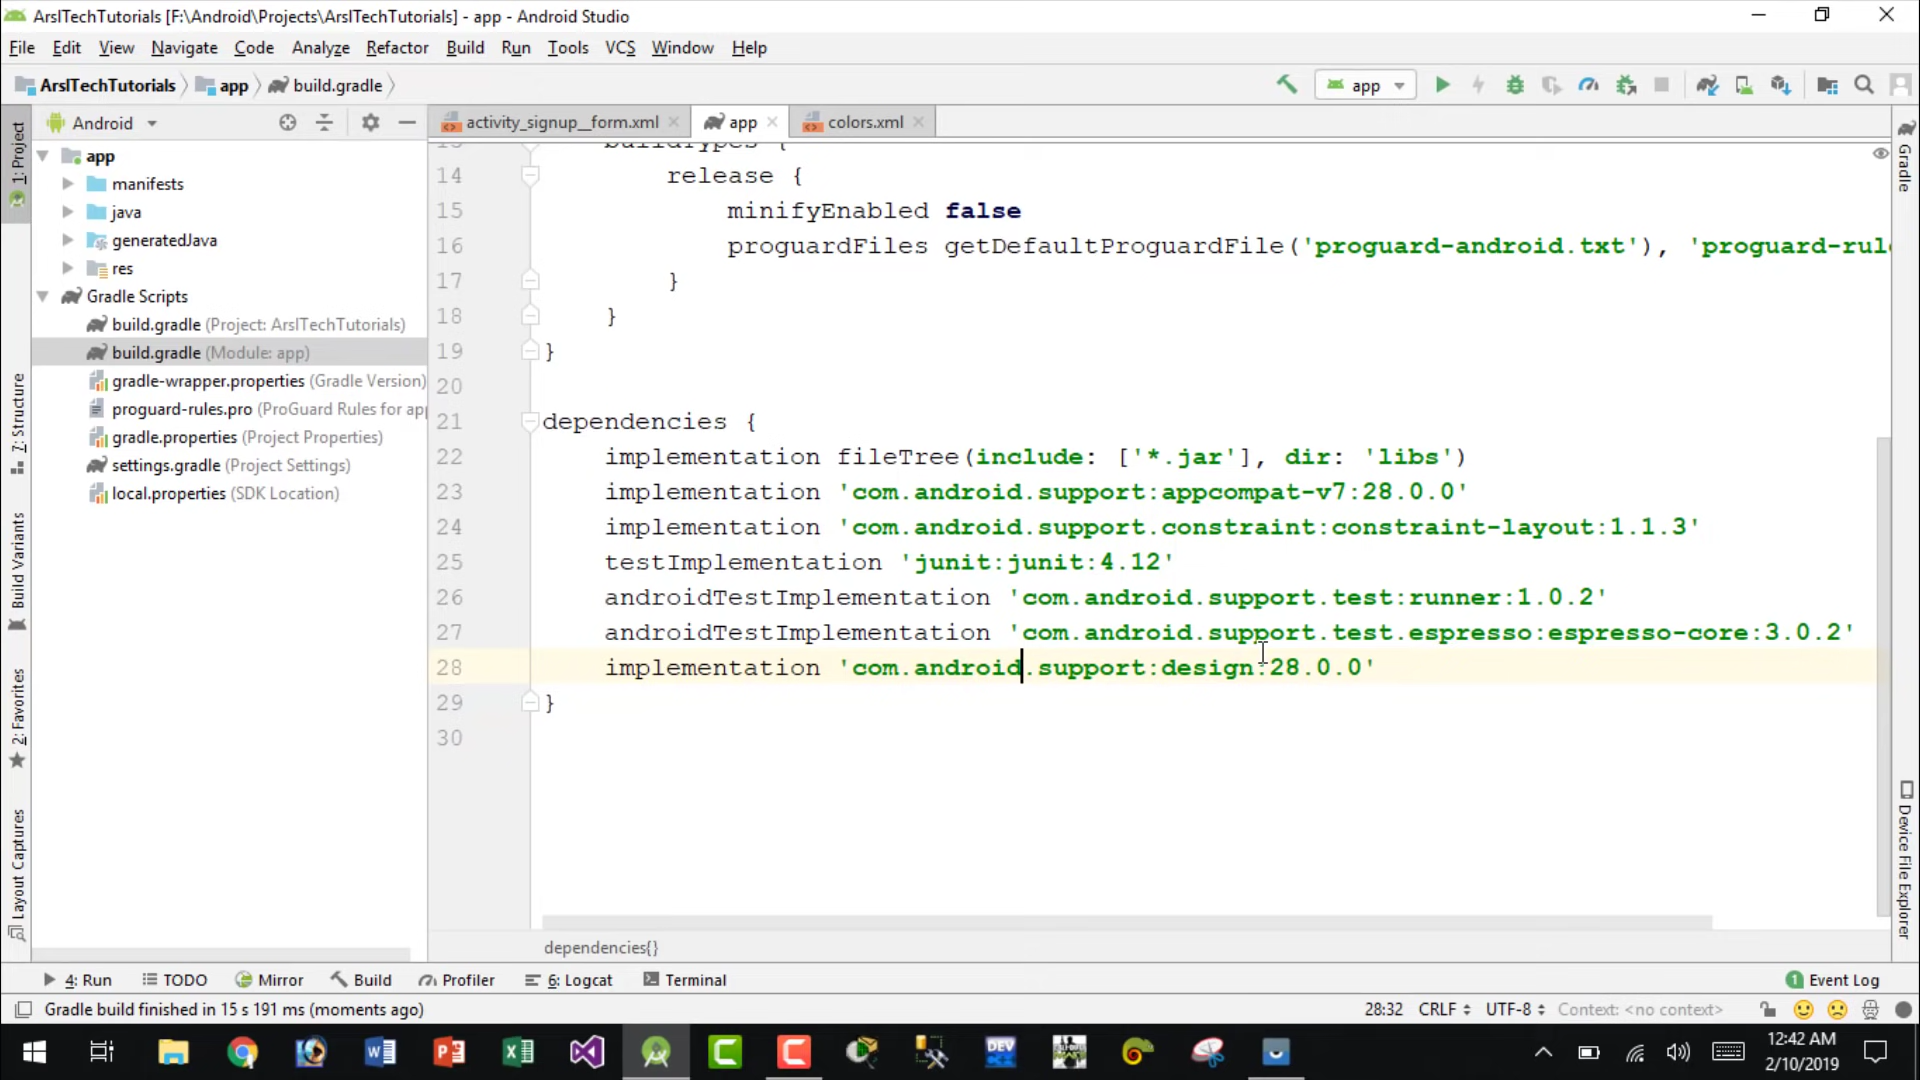 ArslTechTutorials [F:\Android\Projects\ArslTechTutorials] - app - Android Studio
File Edit View Navigate Code Analyze Refactor Build Run Tools VCS Window Help
ArslTechTutorials app build.gradle
app
1: Project
Android
activity_signup__form.xml
app
colors.xml
Gradle
app
manifests
java
generatedJava
res
Gradle Scripts
build.gradle (Project: ArslTechTutorials)
build.gradle (Module: app)
gradle-wrapper.properties (Gradle Version)
proguard-rules.pro (ProGuard Rules for app
gradle.properties (Project Properties)
settings.gradle (Project Settings)
local.properties (SDK Location)
7: Structure
Build Variants
2: Favorites
Layout Captures
buildTypes {
14 release {
15 minifyEnabled false
16 proguardFiles getDefaultProguardFile('proguard-android.txt'), 'proguard-rul
17 }
18 }
19 }
20
21 dependencies {
22 implementation fileTree(include: ['*.jar'], dir: 'libs')
23 implementation 'com.android.support:appcompat-v7:28.0.0'
24 implementation 'com.android.support.constraint:constraint-layout:1.1.3'
25 testImplementation 'junit:junit:4.12'
26 androidTestImplementation 'com.android.support.test:runner:1.0.2'
27 androidTestImplementation 'com.android.support.test.espresso:espresso-core:3.0.2'
28 implementation 'com.android.support:design:28.0.0'
29 }
30
Device File Explorer
dependencies{}
4: Run TODO Mirror Build Profiler 6: Logcat Terminal
1 Event Log
Gradle build finished in 15 s 191 ms (moments ago)
28:32 CRLF UTF-8 Context: <no context>
DEV
12:42 AM
2/10/2019